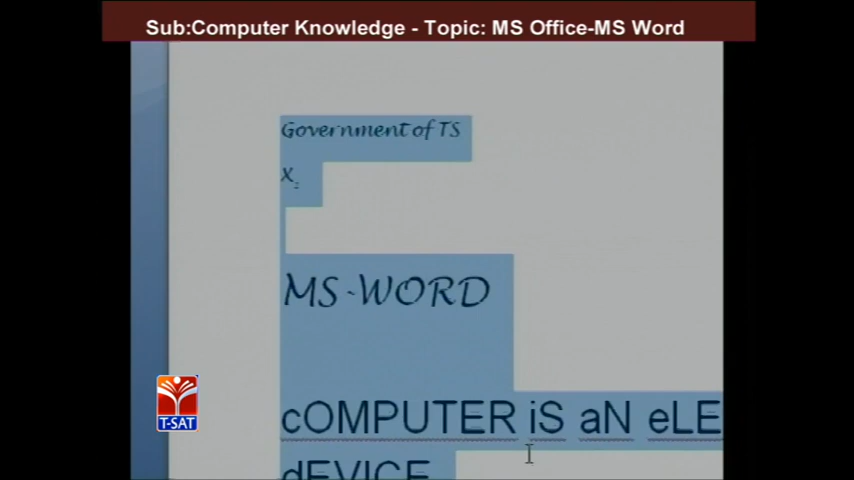 Sub:Computer Knowledge - Topic: MS Office-MS Word
Government of TS
X₂
MS-WORD
cOMPUTER iS aN eLE
dEVICE
T-SAT